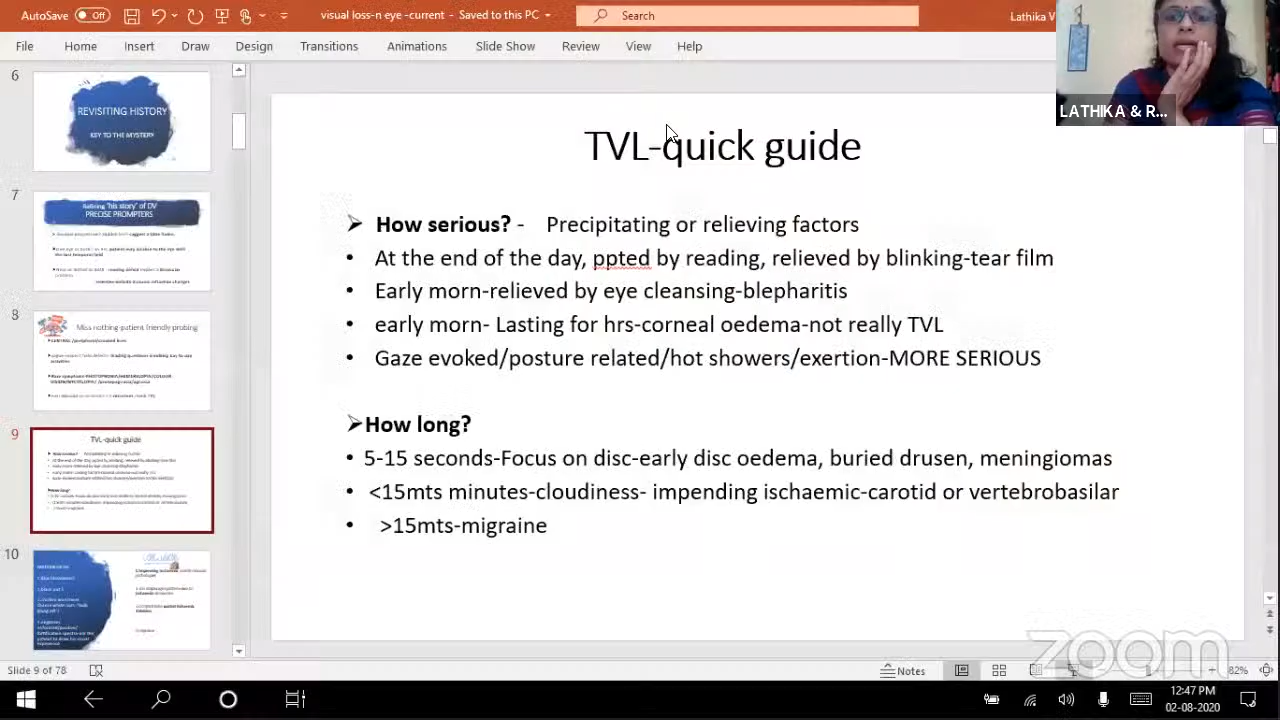 AutoSave Off visual loss-n eye -current - Saved to this PC Search Lathika V
File Home Insert Draw Design Transitions Animations Slide Show Review View Help
LATHIKA & R...
6
REVISITING HISTORY
KEY TO THE MYSTERY
7
Refining "his story" of DV
PRECISE PROMPTERS
8
Miss nothing-patient friendly probing
9
TVL-quick guide
10
TVL-quick guide
➢ How serious? - Precipitating or relieving factors
• At the end of the day, ppted by reading, relieved by blinking-tear film
• Early morn-relieved by eye cleansing-blepharitis
• early morn- Lasting for hrs-corneal oedema-not really TVL
• Gaze evoked,posture related/hot shower/exertion-MORE SERIOUS
➢How long?
• 5-15 seconds-Focus on disc-early disc oedema, buried drusen, meningiomas
• <15mts minutes-cloudiness- impending ischaemic-carotid or vertebrobasilar
• >15mts-migraine
zoom
Slide 9 of 78 Notes 82%
12:47 PM
02-08-2020